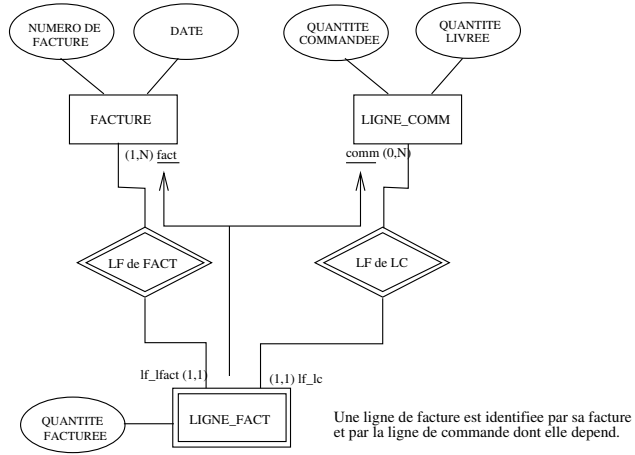 NUMERO DE
FACTURE
DATE
QUANTITE
COMMANDEE
QUANTITE
LIVREE
FACTURE
LIGNE_COMM
(1,N) fact
comm (0,N)
LF de FACT
LF de LC
lf_lfact (1,1)
(1,1) lf_lc
QUANTITE
FACTUREE
LIGNE_FACT
Une ligne de facture est identifiee par sa facture
et par la ligne de commande dont elle depend.